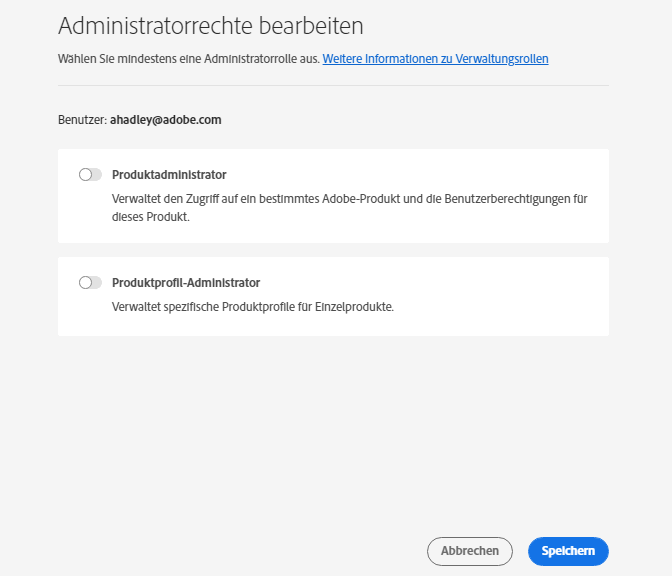 Administratorrechte bearbeiten
Wählen Sie mindestens eine Administratorrolle aus. Weitere Informationen zu Verwaltungsrollen
Benutzer: ahadley@adobe.com
Produktadministrator
Verwaltet den Zugriff auf ein bestimmtes Adobe-Produkt und die Benutzerberechtigungen für
dieses Produkt.
Produktprofil-Administrator
Verwaltet spezifische Produktprofile für Einzelprodukte.
Abbrechen
Speichern